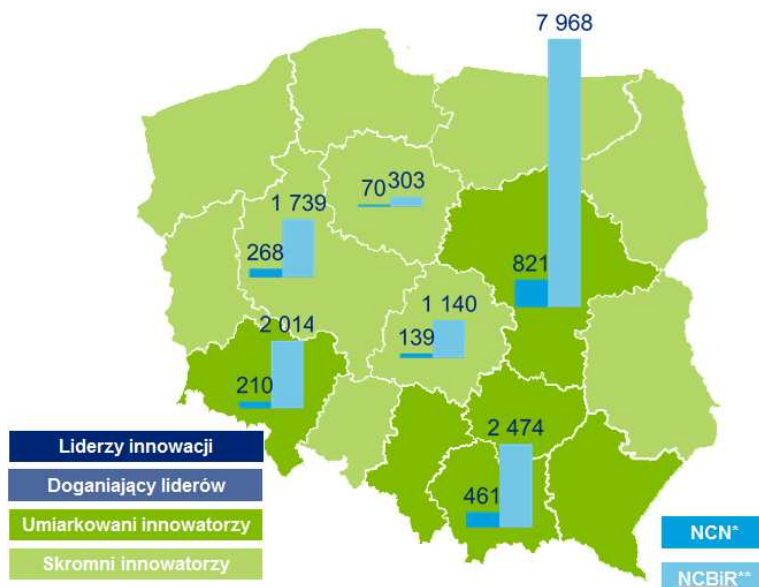 7 968
70 303
1 739
268
821
1 140
139
2 014
210
2 474
461
Liderzy innowacji
Doganiający liderów
Umiarkowani innowatorzy
Skromni innowatorzy
NCN*
NCBiR**